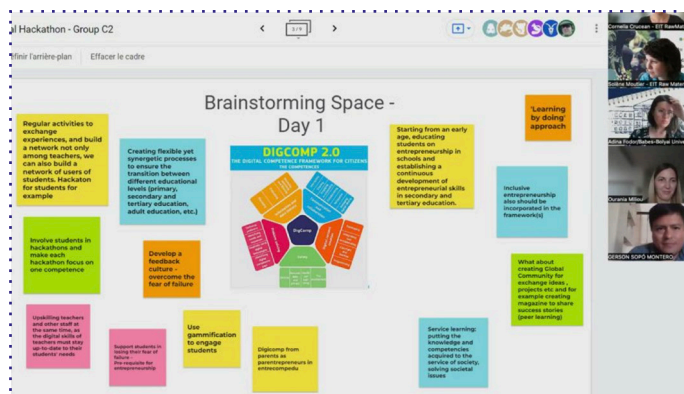 al Hackathon - Group C2
3/9
éfinir l'arrière-plan
Effacer le cadre
Brainstorming Space -
Day 1
Regular activities to
exchange
experiences, and build
a network not only
among teachers, we
can also build a
network of users of
students. Hackaton
for students for
example
Creating flexible yet
synergetic processes
to ensure the
transition between
different educational
levels (primary,
secondary and
tertiary education,
adult education, etc.)
DIGCOMP 2.0
THE DIGITAL COMPETENCE FRAMEWORK FOR CITIZENS
THE COMPETENCES
DigComp
Starting from an early
age, educating
students on
entrepreneurship in
schools and
establishing a
continuous
development of
entrepreneurial skills
in secondary and
tertiary education.
'Learning
by doing'
approach
Inclusive
entrepreneurship
also should be
incorporated in the
framework(s)
Involve students in
hackathons and
make each
hackathon focus on
one competence
Develop a
feedback
culture -
overcome the
fear of failure
What about
creating Global
Community for
exchange ideas ,
projects etc and for
example creating
magazine to share
success stories
(peer learning)
Upskilling teachers
and other staff at
the same time, as
the digital skills of
teachers must stay
up-to-date to their
students' needs
Support students in
losing their fear of
failure -
Pre-requisite for
entrepreneurship
Use
gammification
to engage
students
Digicomp from
parents as
parentrepreneurs in
entrecompedu
Service learning:
putting the
knowledge and
competencies
acquired to the
service of society,
solving societal
issues
Cornelia Crucean - EIT RawMat
Solène Moutier - EIT Raw Mater
Adina Fodor/Babes-Bolyai Univer
Ourania Miliou
GERSON SOPÓ MONTERO